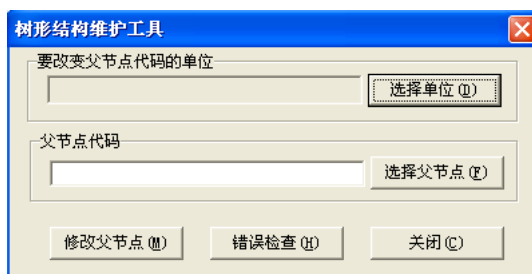 树形结构维护工具
要改变父节点代码的单位
选择单位(D)
父节点代码
选择父节点(F)
修改父节点(M) 错误检查(H) 关闭(C)